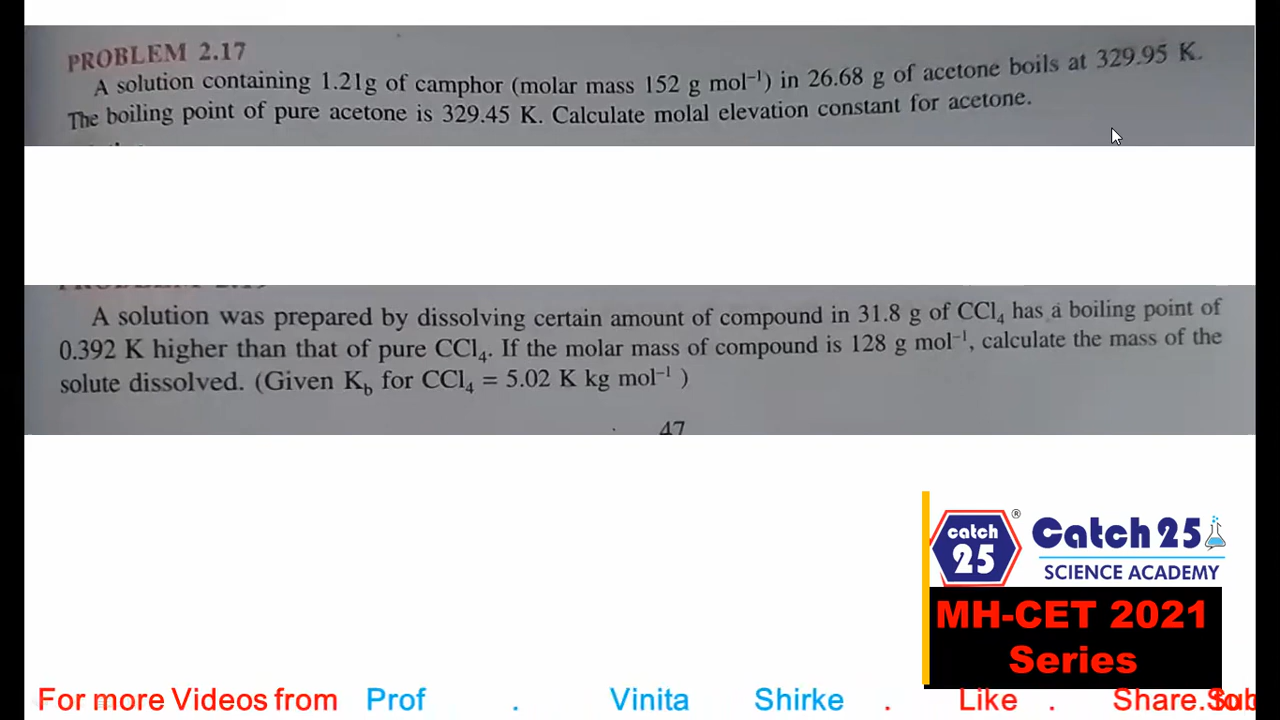 PROBLEM 2.17
A solution containing 1.21g of camphor (molar mass 152 g mol⁻¹) in 26.68 g of acetone boils at 329.95 K.
The boiling point of pure acetone is 329.45 K. Calculate molal elevation constant for acetone.
A solution was prepared by dissolving certain amount of compound in 31.8 g of CCl₄ has a boiling point of
0.392 K higher than that of pure CCl₄. If the molar mass of compound is 128 g mol⁻¹, calculate the mass of the
solute dissolved. (Given K_b for CCl₄ = 5.02 K kg mol⁻¹ )
47
catch
25
®
Catch 25
SCIENCE ACADEMY
MH-CET 2021
Series
For more Videos from Prof . Vinita Shirke . Like . Share.